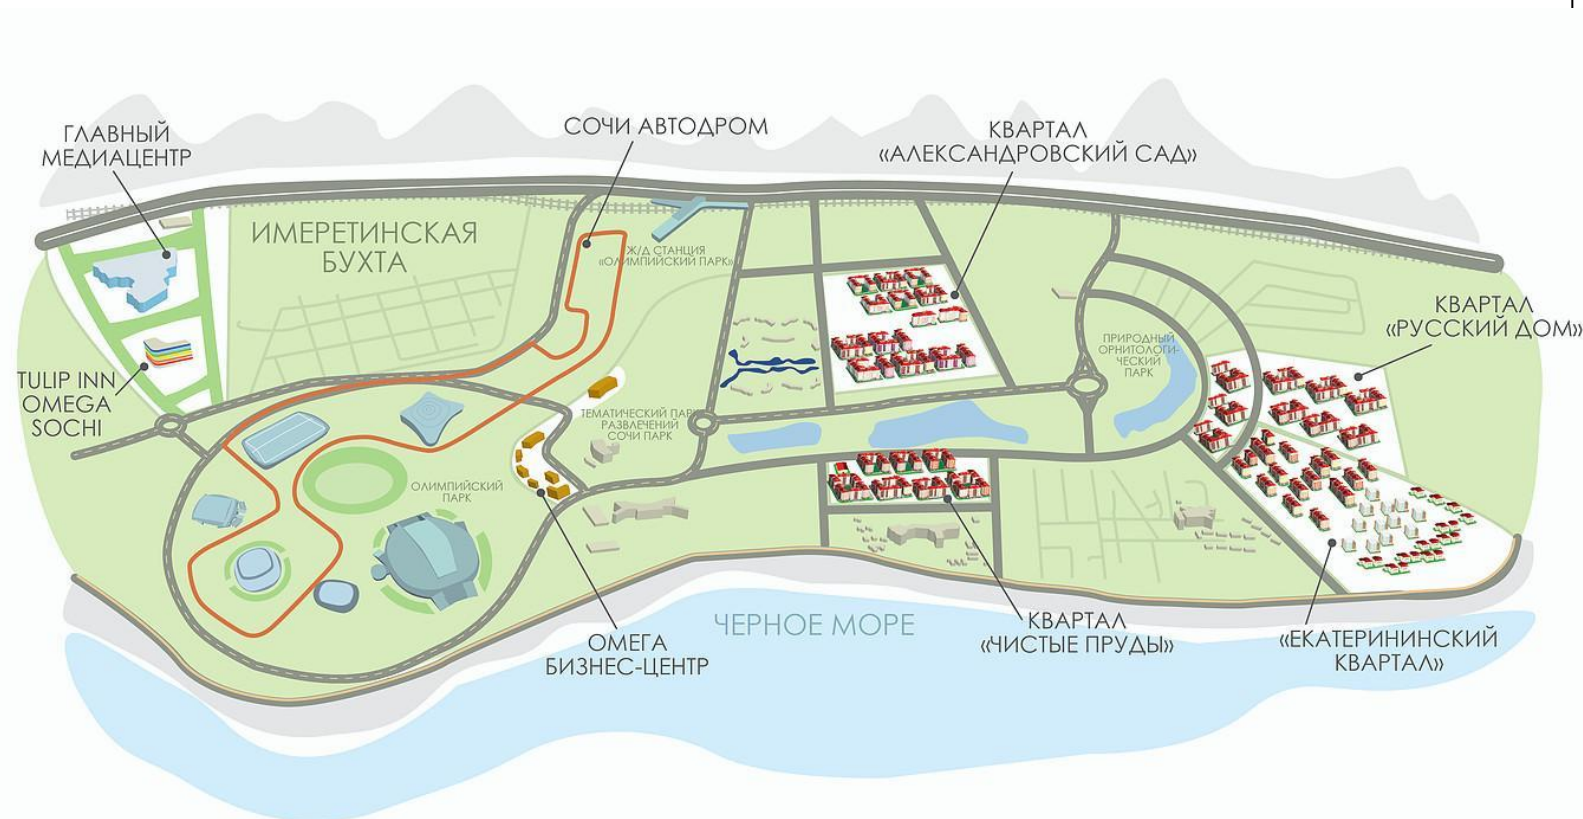 ГЛАВНЫЙ
МЕДИАЦЕНТР
СОЧИ АВТОДРОМ
КВАРТАЛ
«АЛЕКСАНДРОВСКИЙ САД»
ИМЕРЕТИНСКАЯ
БУХТА
Ж/Д СТАНЦИЯ
«ОЛИМПИЙСКИЙ ПАРК»
КВАРТАЛ
«РУССКИЙ ДОМ»
ПРИРОДНЫЙ
ОРНИТОЛОГИ-
ЧЕСКИЙ
ПАРК
TULIP INN
OMEGA
SOCHI
ТЕМАТИЧЕСКИЙ ПАРК
РАЗВЛЕЧЕНИЙ
СОЧИ ПАРК
ОЛИМПИЙСКИЙ
ПАРК
ЧЕРНОЕ МОРЕ
ОМЕГА
БИЗНЕС-ЦЕНТР
КВАРТАЛ
«ЧИСТЫЕ ПРУДЫ»
«ЕКАТЕРИНИНСКИЙ
КВАРТАЛ»